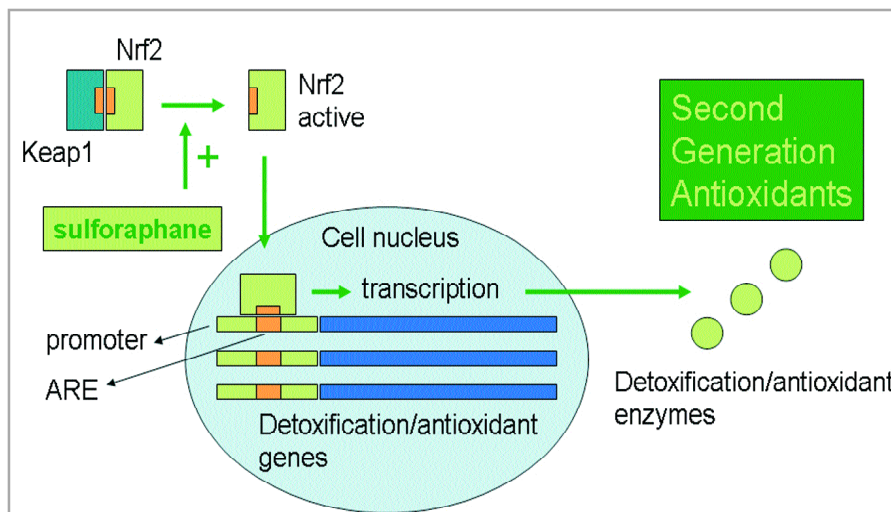 Nrf2
Keap1
Nrf2
active
sulforaphane
+
Second
Generation
Antioxidants
Cell nucleus
transcription
promoter
ARE
Detoxification/antioxidant
genes
Detoxification/antioxidant
enzymes